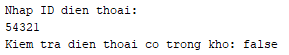 Nhap ID dien thoai:
54321
Kiem tra dien thoai co trong kho: false